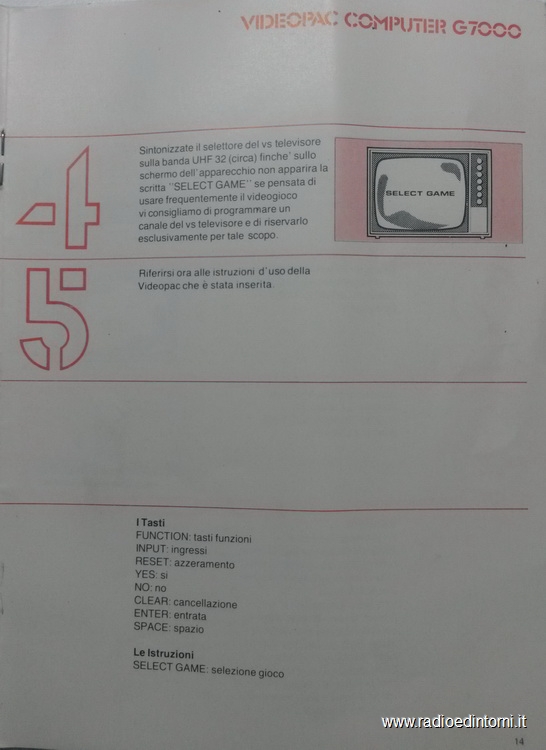 VIDEOPAC COMPUTER G7000
4
Sintonizzate il selettore del vs televisore
sulla banda UHF 32 (circa) finche' sullo
schermo dell'apparecchio non apparira la
scritta "SELECT GAME" se pensata di
usare frequentemente il videogioco
vi consigliamo di programmare un
canale del vs televisore e di riservarlo
esclusivamente per tale scopo.
SELECT GAME
5
Riferirsi ora alle istruzioni d'uso della
Videopac che è stata inserita.
I Tasti
FUNCTION: tasti funzioni
INPUT: ingressi
RESET: azzeramento
YES: si
NO: no
CLEAR: cancellazione
ENTER: entrata
SPACE: spazio
Le Istruzioni
SELECT GAME: selezione gioco
www.radioedintorni.it
14